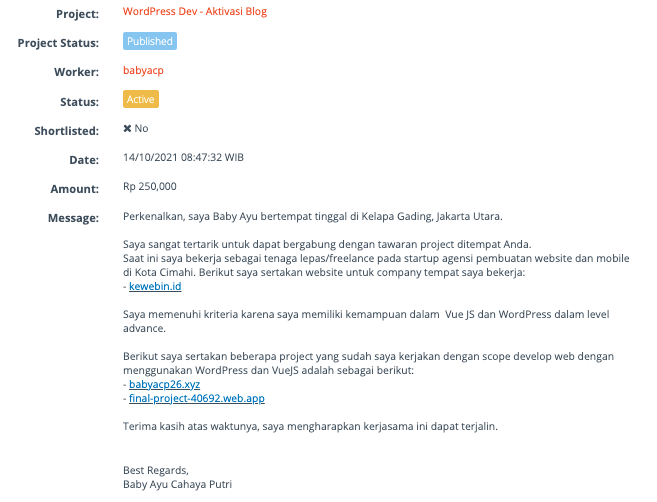 Project: WordPress Dev - Aktivasi Blog
Project Status: Published
Worker: babyacp
Status: Active
Shortlisted: ✖ No
Date: 14/10/2021 08:47:32 WIB
Amount: Rp 250,000
Message: Perkenalkan, saya Baby Ayu bertempat tinggal di Kelapa Gading, Jakarta Utara.
Saya sangat tertarik untuk dapat bergabung dengan tawaran project ditempat Anda.
Saat ini saya bekerja sebagai tenaga lepas/freelance pada startup agensi pembuatan website dan mobile
di Kota Cimahi. Berikut saya sertakan website untuk company tempat saya bekerja:
- kewebin.id
Saya memenuhi kriteria karena saya memiliki kemampuan dalam  Vue JS dan WordPress dalam level
advance.
Berikut saya sertakan beberapa project yang sudah saya kerjakan dengan scope develop web dengan
menggunakan WordPress dan VueJS adalah sebagai berikut:
- babyacp26.xyz
- final-project-40692.web.app
Terima kasih atas waktunya, saya mengharapkan kerjasama ini dapat terjalin.
Best Regards,
Baby Ayu Cahaya Putri